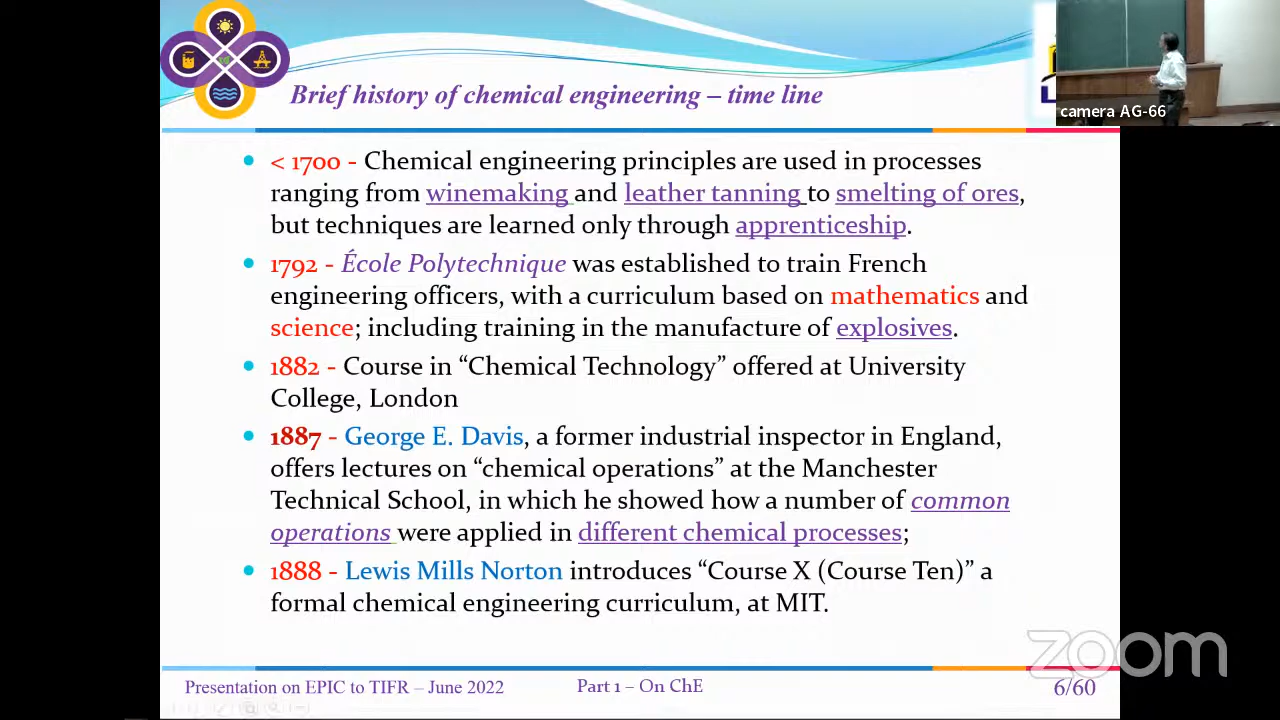 Brief history of chemical engineering – time line
camera AG-66
• < 1700 - Chemical engineering principles are used in processes
ranging from winemaking and leather tanning to smelting of ores,
but techniques are learned only through apprenticeship.
• 1792 - École Polytechnique was established to train French
engineering officers, with a curriculum based on mathematics and
science; including training in the manufacture of explosives.
• 1882 - Course in “Chemical Technology” offered at University
College, London
• 1887 - George E. Davis, a former industrial inspector in England,
offers lectures on “chemical operations” at the Manchester
Technical School, in which he showed how a number of common
operations were applied in different chemical processes;
• 1888 - Lewis Mills Norton introduces “Course X (Course Ten)” a
formal chemical engineering curriculum, at MIT.
zoom
Presentation on EPIC to TIFR – June 2022
Part 1 – On ChE
6/60